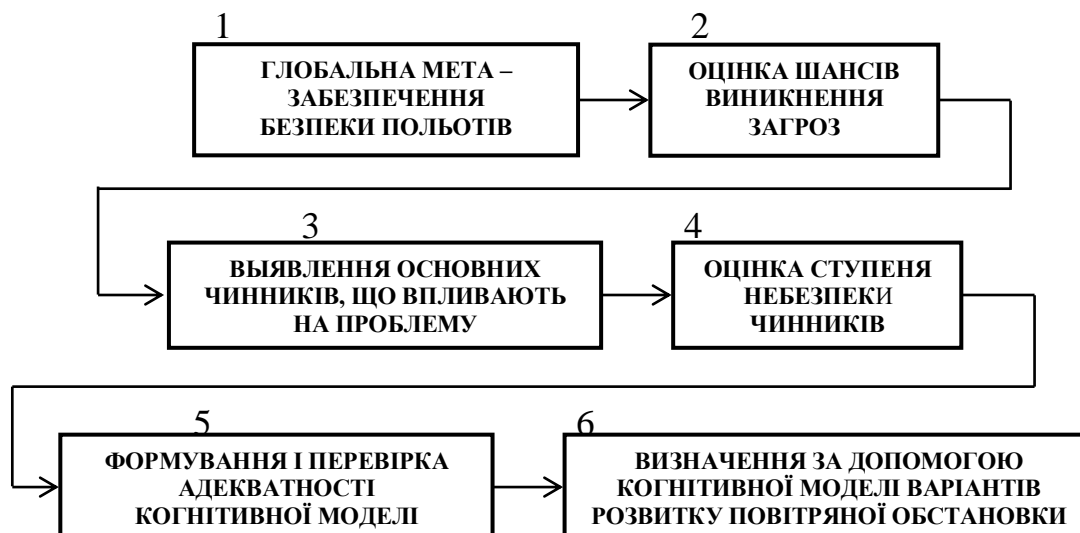 1
ГЛОБАЛЬНА МЕТА –
ЗАБЕЗПЕЧЕННЯ
БЕЗПЕКИ ПОЛЬОТІВ
2
ОЦІНКА ШАНСІВ
ВИНИКНЕННЯ
ЗАГРОЗ
3
ВЫЯВЛЕННЯ ОСНОВНИХ
ЧИННИКІВ, ЩО ВПЛИВАЮТЬ
НА ПРОБЛЕМУ
4
ОЦІНКА СТУПЕНЯ
НЕБЕЗПЕКИ
ЧИННИКІВ
5
ФОРМУВАННЯ І ПЕРЕВІРКА
АДЕКВАТНОСТІ
КОГНІТИВНОЇ МОДЕЛІ
6
ВИЗНАЧЕННЯ ЗА ДОПОМОГОЮ
КОГНІТИВНОЇ МОДЕЛІ ВАРІАНТІВ
РОЗВИТКУ ПОВІТРЯНОЇ ОБСТАНОВКИ